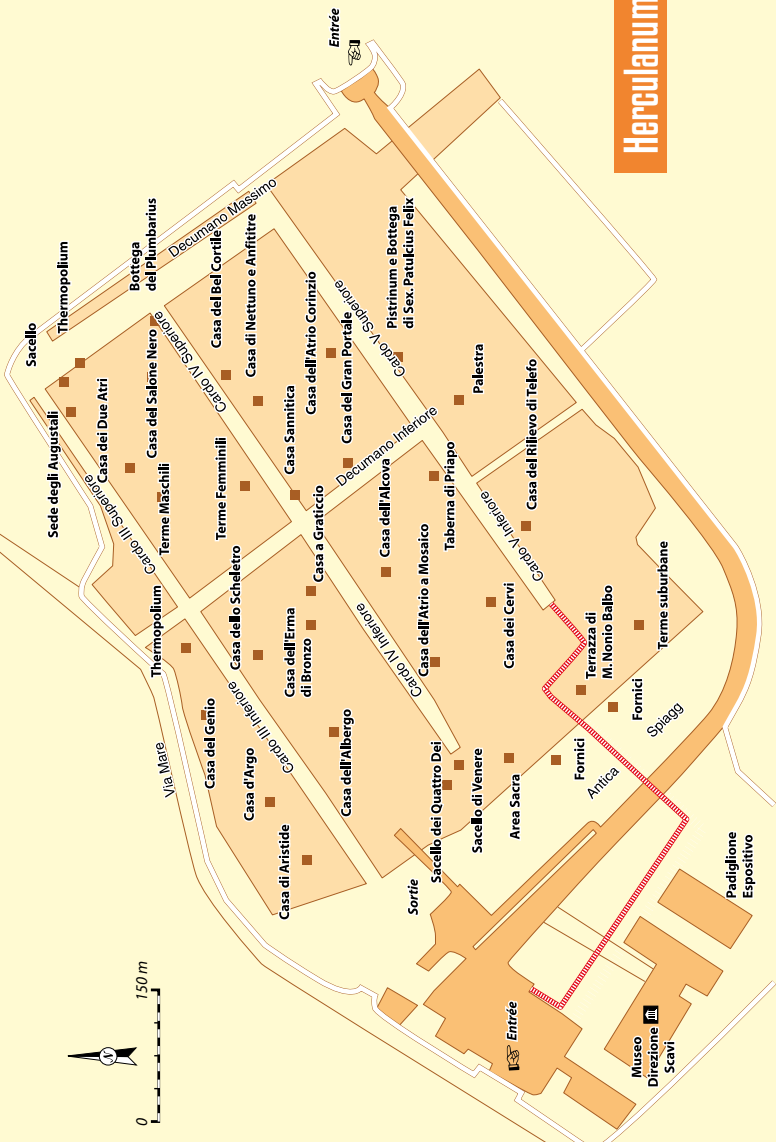 Herculanum
Entrée
Sacello
Thermopolium
Bottega
del Plumbarius
Decumano Massimo
Sede degli Augustali
Casa dei Due Atri
Casa del Salone Nero
Cardo IV Superiore
Casa del Bel Cortile
Casa di Nettuno e Anfititre
Casa dell'Atrio Corinzio
Cardo V Superiore
Pistrinum e Bottega
di Sex. Patulcius Felix
Cardo III Superiore
Terme Maschili
Terme Femminili
Casa Sannitica
Casa del Gran Portale
Decumano Inferiore
Palestra
Thermopolium
Casa dello Scheletro
Casa a Graticcio
Casa dell'Alcova
Taberna di Priapo
Casa del Rilievo di Telefo
Cardo V Inferiore
Casa dell'Erma
di Bronzo
Cardo IV Inferiore
Casa dell'Atrio a Mosaico
Casa dei Cervi
Terrazza di
M. Nonio Balbo
Terme suburbane
Via Mare
Casa del Genio
Cardo III Inferiore
Casa d'Argo
Casa dell'Albergo
Casa di Aristide
Sacello dei Quattro Dei
Sacello di Venere
Area Sacra
Fornici
Fornici
Antica
Spiagg
Sortie
Padiglione
Espositivo
Entrée
Museo
Direzione
Scavi
N
0
150 m